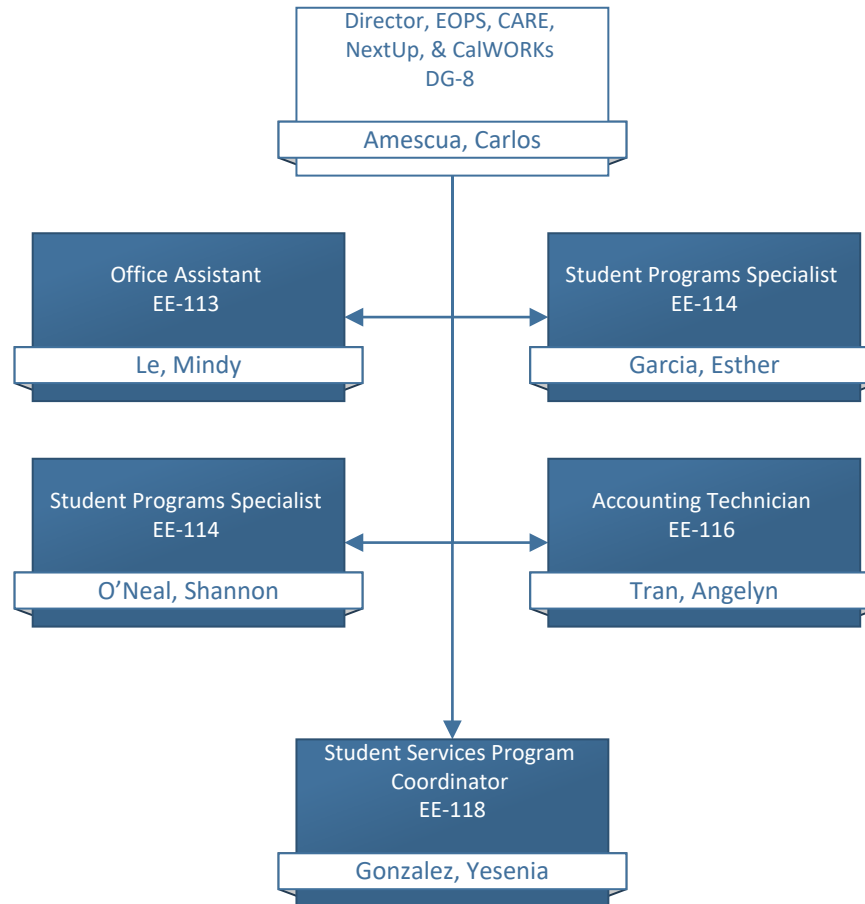 Director, EOPS, CARE,
NextUp, & CalWORKs
DG-8
Amescua, Carlos
Office Assistant
EE-113
Le, Mindy
Student Programs Specialist
EE-114
Garcia, Esther
Student Programs Specialist
EE-114
O’Neal, Shannon
Accounting Technician
EE-116
Tran, Angelyn
Student Services Program
Coordinator
EE-118
Gonzalez, Yesenia